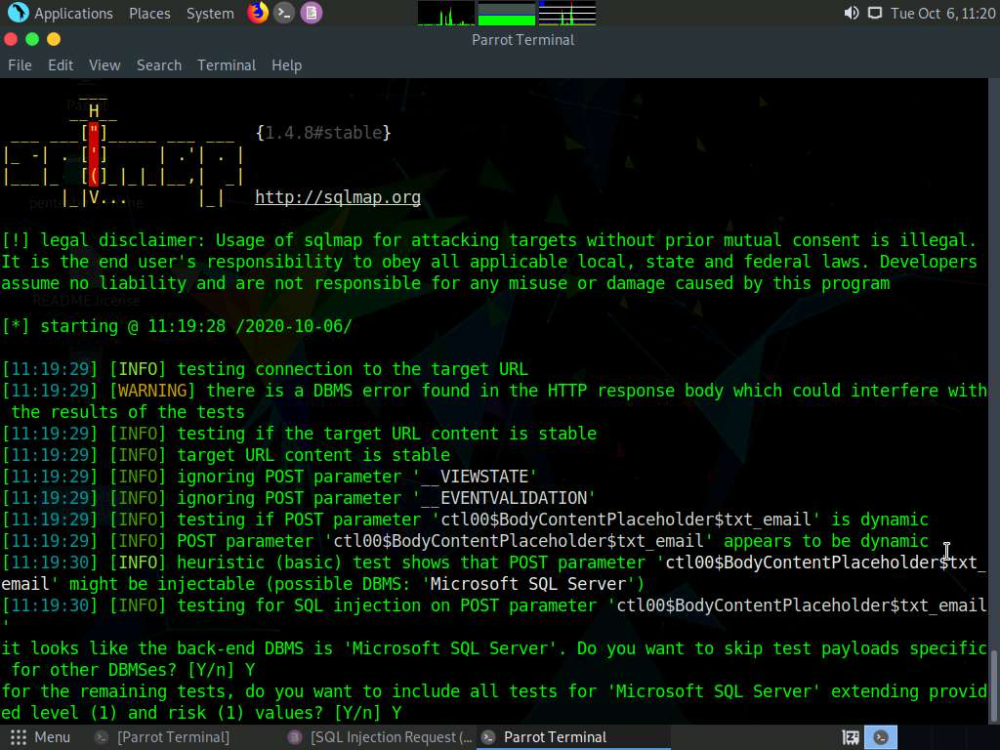 Applications Places System Tue Oct 6, 11:20
Parrot Terminal
File Edit View Search Terminal Help
___
__H__
___ ___["]_____ ___ ___ {1.4.8#stable}
|_ -| . [']     | .'| . |
|___|_  [(]_|_|_|__,|  _|
|_|V...       |_|   http://sqlmap.org
[!] legal disclaimer: Usage of sqlmap for attacking targets without prior mutual consent is illegal.
It is the end user's responsibility to obey all applicable local, state and federal laws. Developers
assume no liability and are not responsible for any misuse or damage caused by this program
README.license
[*] starting @ 11:19:28 /2020-10-06/
[11:19:29] [INFO] testing connection to the target URL
[11:19:29] [WARNING] there is a DBMS error found in the HTTP response body which could interfere with
the results of the tests
[11:19:29] [INFO] testing if the target URL content is stable
[11:19:29] [INFO] target URL content is stable
[11:19:29] [INFO] ignoring POST parameter '__VIEWSTATE'
[11:19:29] [INFO] ignoring POST parameter '__EVENTVALIDATION'
[11:19:29] [INFO] testing if POST parameter 'ctl00$BodyContentPlaceholder$txt_email' is dynamic
[11:19:29] [INFO] POST parameter 'ctl00$BodyContentPlaceholder$txt_email' appears to be dynamic
[11:19:30] [INFO] heuristic (basic) test shows that POST parameter 'ctl00$BodyContentPlaceholder$txt_
email' might be injectable (possible DBMS: 'Microsoft SQL Server')
[11:19:30] [INFO] testing for SQL injection on POST parameter 'ctl00$BodyContentPlaceholder$txt_email
'
it looks like the back-end DBMS is 'Microsoft SQL Server'. Do you want to skip test payloads specific
for other DBMSes? [Y/n] Y
for the remaining tests, do you want to include all tests for 'Microsoft SQL Server' extending provid
ed level (1) and risk (1) values? [Y/n] Y
Menu [Parrot Terminal] [SQL Injection Request (... Parrot Terminal